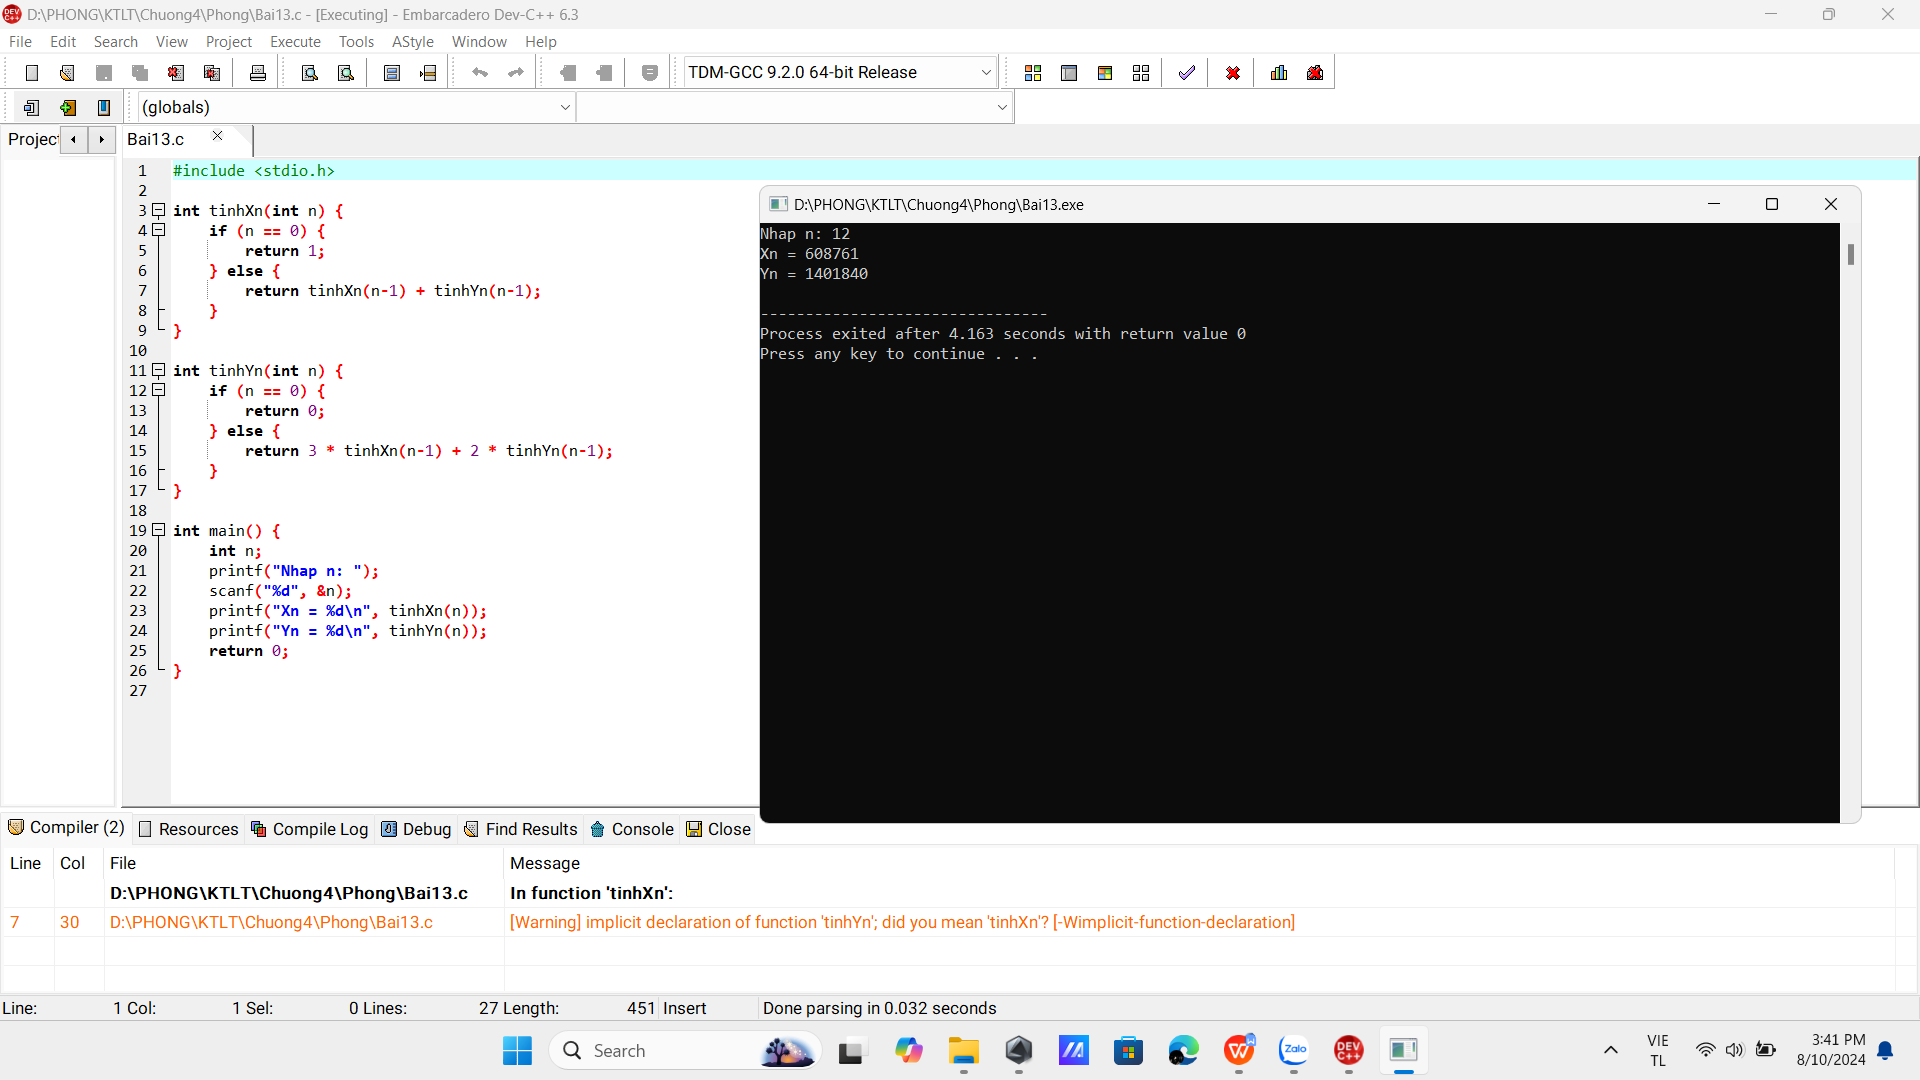 D:\PHONG\KTLT\Chuong4\Phong\Bai13.c - [Executing] - Embarcadero Dev-C++ 6.3
File Edit Search View Project Execute Tools AStyle Window Help
TDM-GCC 9.2.0 64-bit Release
(globals)
Project Bai13.c
1 #include <stdio.h>
2
3 int tinhXn(int n) {
4 if (n == 0) {
5 return 1;
6 } else {
7 return tinhXn(n-1) + tinhYn(n-1);
8 }
9 }
10
11 int tinhYn(int n) {
12 if (n == 0) {
13 return 0;
14 } else {
15 return 3 * tinhXn(n-1) + 2 * tinhYn(n-1);
16 }
17 }
18
19 int main() {
20 int n;
21 printf("Nhap n: ");
22 scanf("%d", &n);
23 printf("Xn = %d\n", tinhXn(n));
24 printf("Yn = %d\n", tinhYn(n));
25 return 0;
26 }
27
D:\PHONG\KTLT\Chuong4\Phong\Bai13.exe
Nhap n: 12
Xn = 608761
Yn = 1401840
--------------------------------
Process exited after 4.163 seconds with return value 0
Press any key to continue . . .
Compiler (2) Resources Compile Log Debug Find Results Console Close
Line Col File Message
D:\PHONG\KTLT\Chuong4\Phong\Bai13.c In function 'tinhXn':
7 30 D:\PHONG\KTLT\Chuong4\Phong\Bai13.c [Warning] implicit declaration of function 'tinhYn'; did you mean 'tinhXn'? [-Wimplicit-function-declaration]
Line: 1 Col: 1 Sel: 0 Lines: 27 Length: 451 Insert Done parsing in 0.032 seconds
Search
Zalo
DEV C++
VIE
TL
3:41 PM
8/10/2024